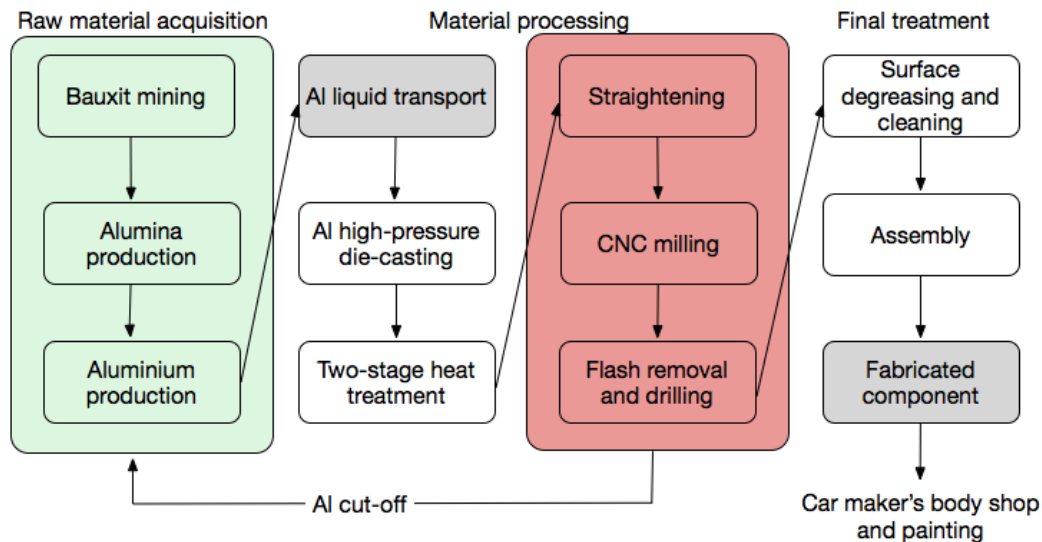 Raw material acquisition
Material processing
Final treatment
Bauxit mining
Alumina
production
Aluminium
production
Al liquid transport
Al high-pressure
die-casting
Two-stage heat
treatment
Straightening
CNC milling
Flash removal
and drilling
Surface
degreasing and
cleaning
Assembly
Fabricated
component
Al cut-off
Car maker's body shop
and painting